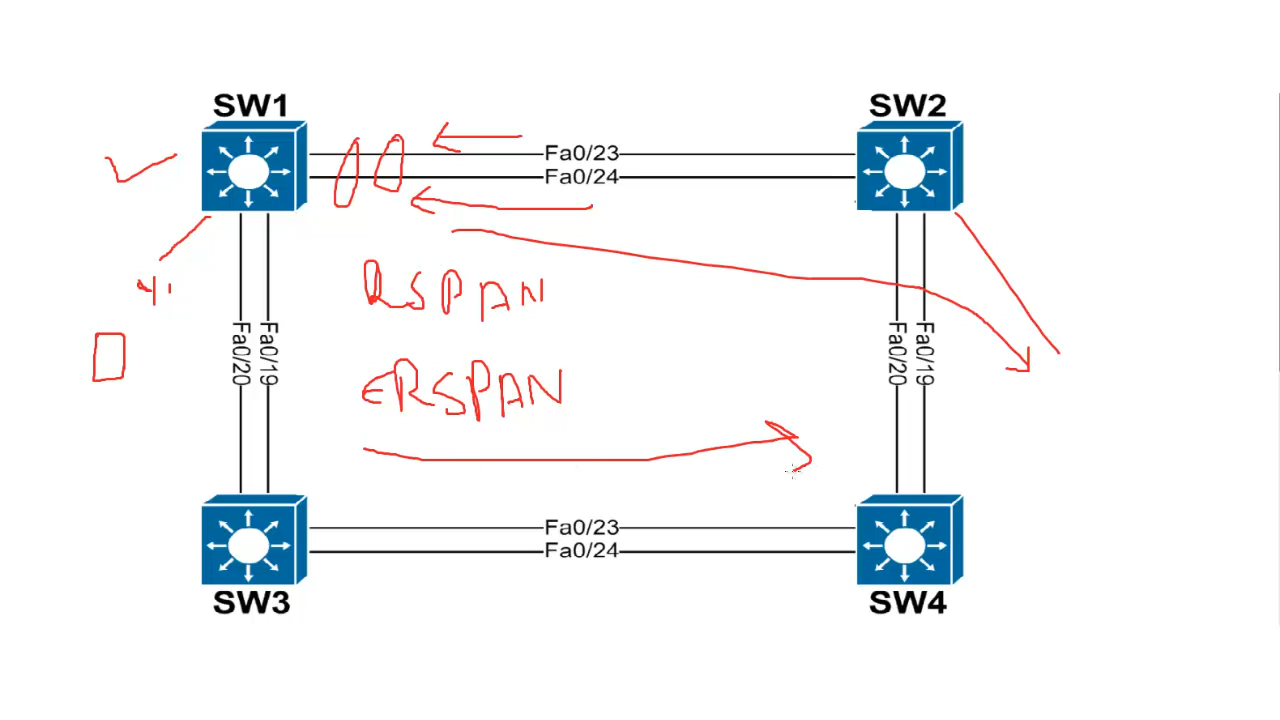 SW1
SW2
Fa0/23
Fa0/24
RSPAN
Fa0/20
Fa0/19
Fa0/20
Fa0/19
ERSPAN
Fa0/23
Fa0/24
SW3
SW4